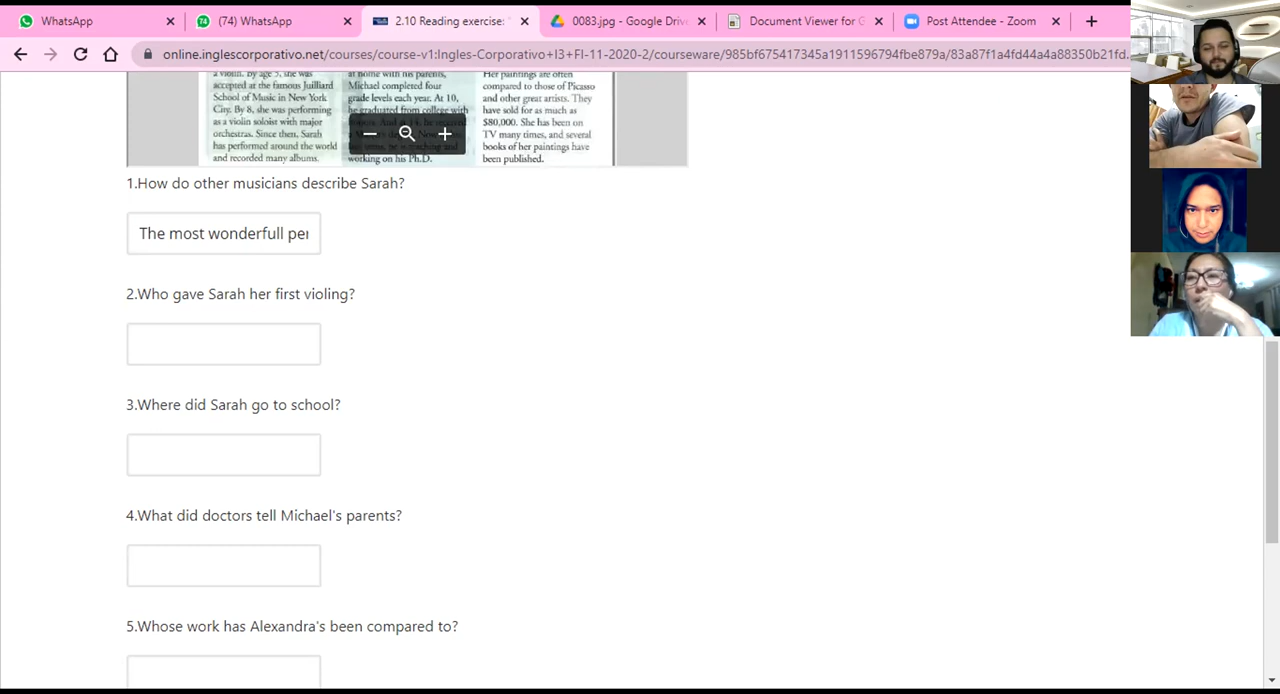 WhatsApp
74 (74) WhatsApp
2.10 Reading exercise:
0083.jpg - Google Driv
Document Viewer for G
Post Attendee - Zoom
online.inglescorporativo.net/courses/course-v1:Ingles-Corporativo+I3+FI-11-2020-2/courseware/985bf675417345a1911596794fbe879a/83a87f1a4fd44a4a88350b21fd.
a violin. By age 5, she was
accepted at the famous Juilliard
School of Music in New York
City. By 8, she was performing
as a violin soloist with major
orchestras. Since then, Sarah
has performed around the world
and recorded many albums.
at home with his parents,
Michael completed four
grade levels each year. At 10,
he graduated from college with
working on his Ph.D.
Her paintings are often
compared to those of Picasso
and other great artists. They
have sold for as much as
$80,000. She has been on
TV many times, and several
books of her paintings have
been published.
1.How do other musicians describe Sarah?
The most wonderfull per
2.Who gave Sarah her first violing?
3.Where did Sarah go to school?
4.What did doctors tell Michael's parents?
5.Whose work has Alexandra's been compared to?